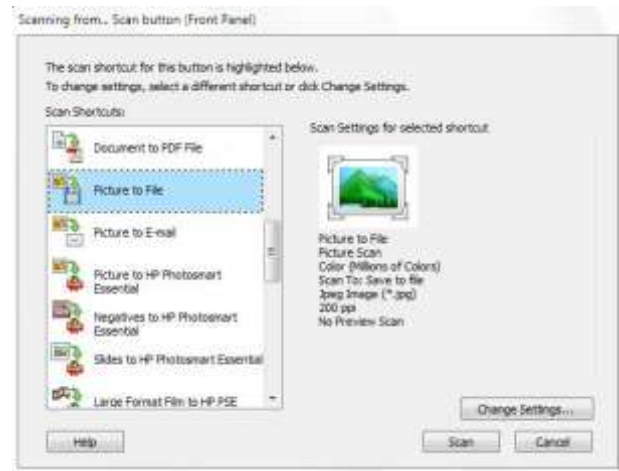 Scanning from... Scan button (Front Panel)
The scan shortcut for this button is highlighted below.
To change settings, select a different shortcut or click Change Settings.
Scan Shortcuts:
Document to PDF File
Picture to File
Picture to E-mail
Picture to HP Photosmart
Essential
Negatives to HP Photosmart
Essential
Slides to HP Photosmart Essential
Large Format Film to HP PSE
Scan Settings for selected shortcut
Picture to File
Picture Scan
Color (Millions of Colors)
Scan To: Save to file
Jpeg Image (*.jpg)
200 ppi
No Preview Scan
Change Settings...
Help
Scan
Cancel